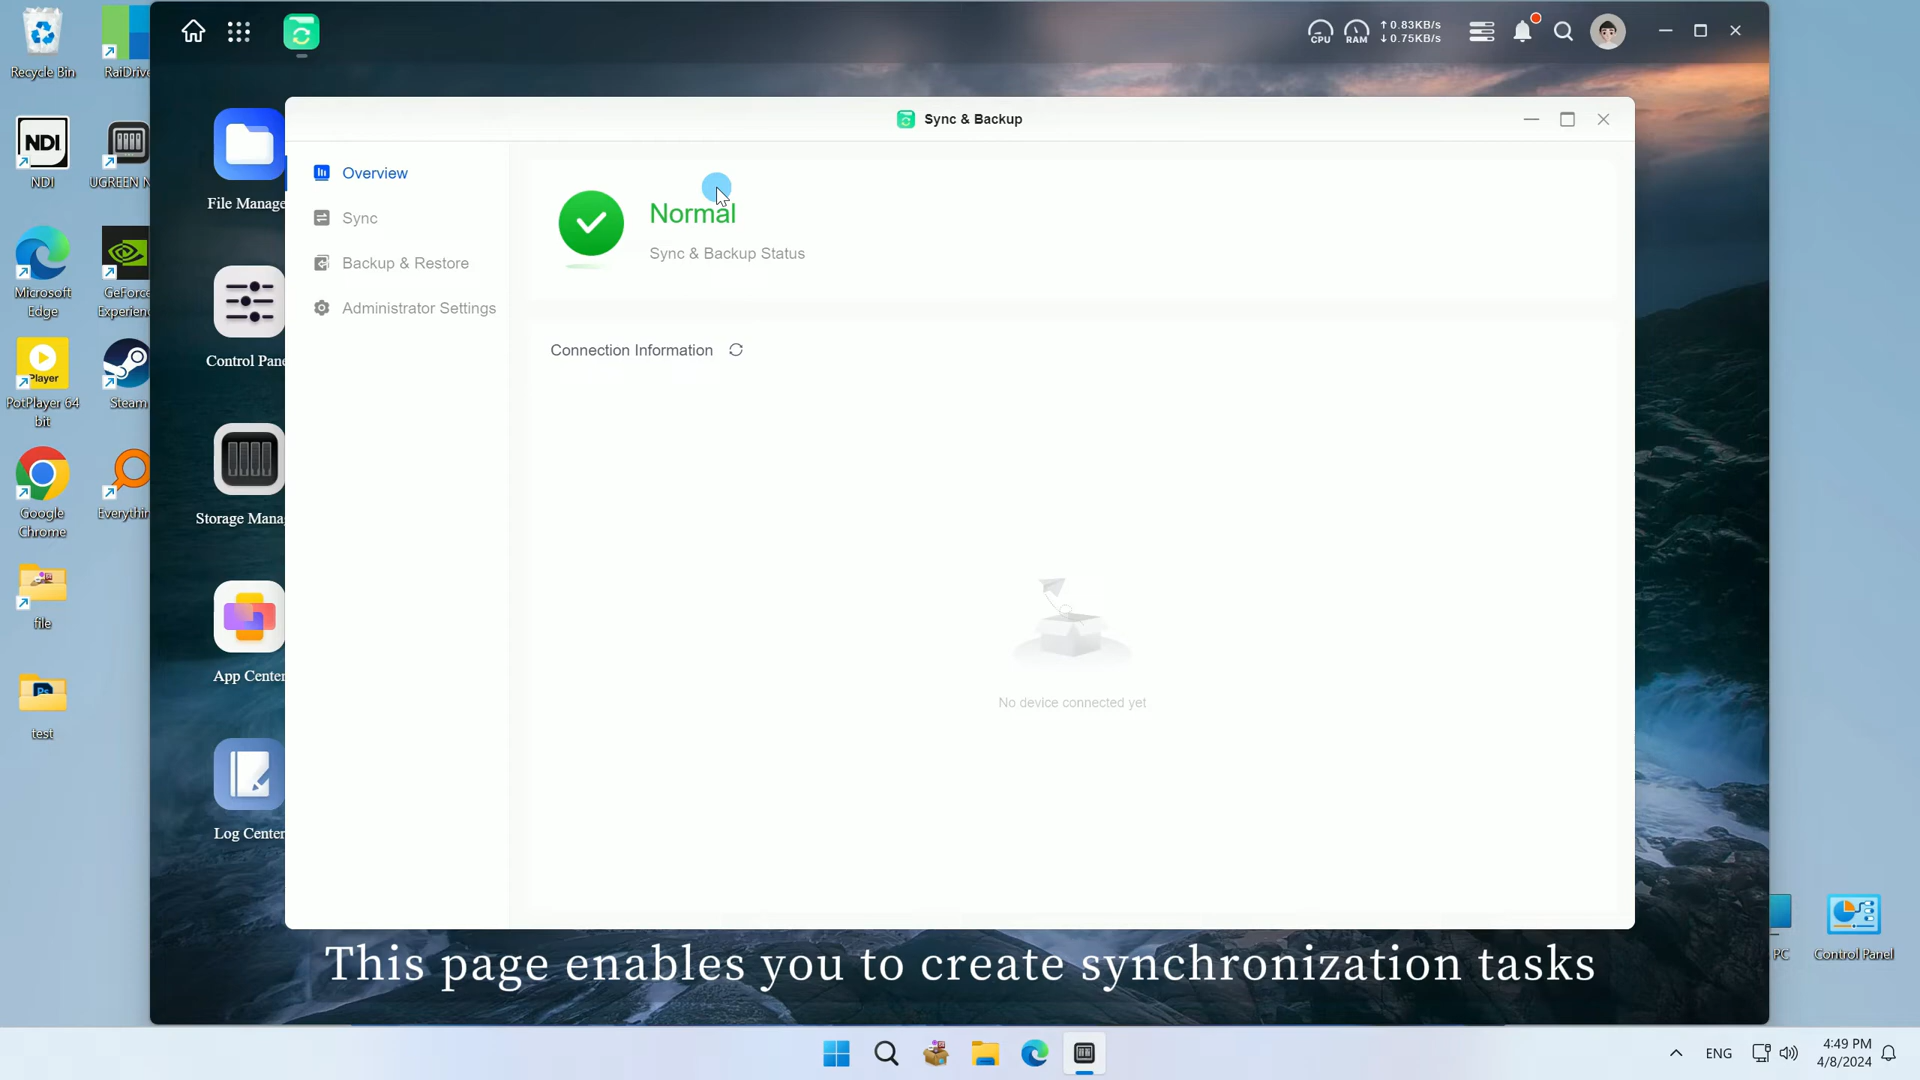 Recycle Bin
RaiDrive
NDI
NDI
UGREEN N
Microsoft
Edge
GeForce
Experien
Player
PotPlayer 64
bit
Steam
Google
Chrome
Everythin
file
Ps
test
CPU
RAM
↑ 0.83KB/s
↓ 0.75KB/s
File Manage
Control Pane
Storage Mana
App Center
Log Center
Sync & Backup
Overview
Sync
Backup & Restore
Administrator Settings
Normal
Sync & Backup Status
Connection Information
No device connected yet
This page enables you to create synchronization tasks
PC
Control Panel
ENG
4:49 PM
4/8/2024